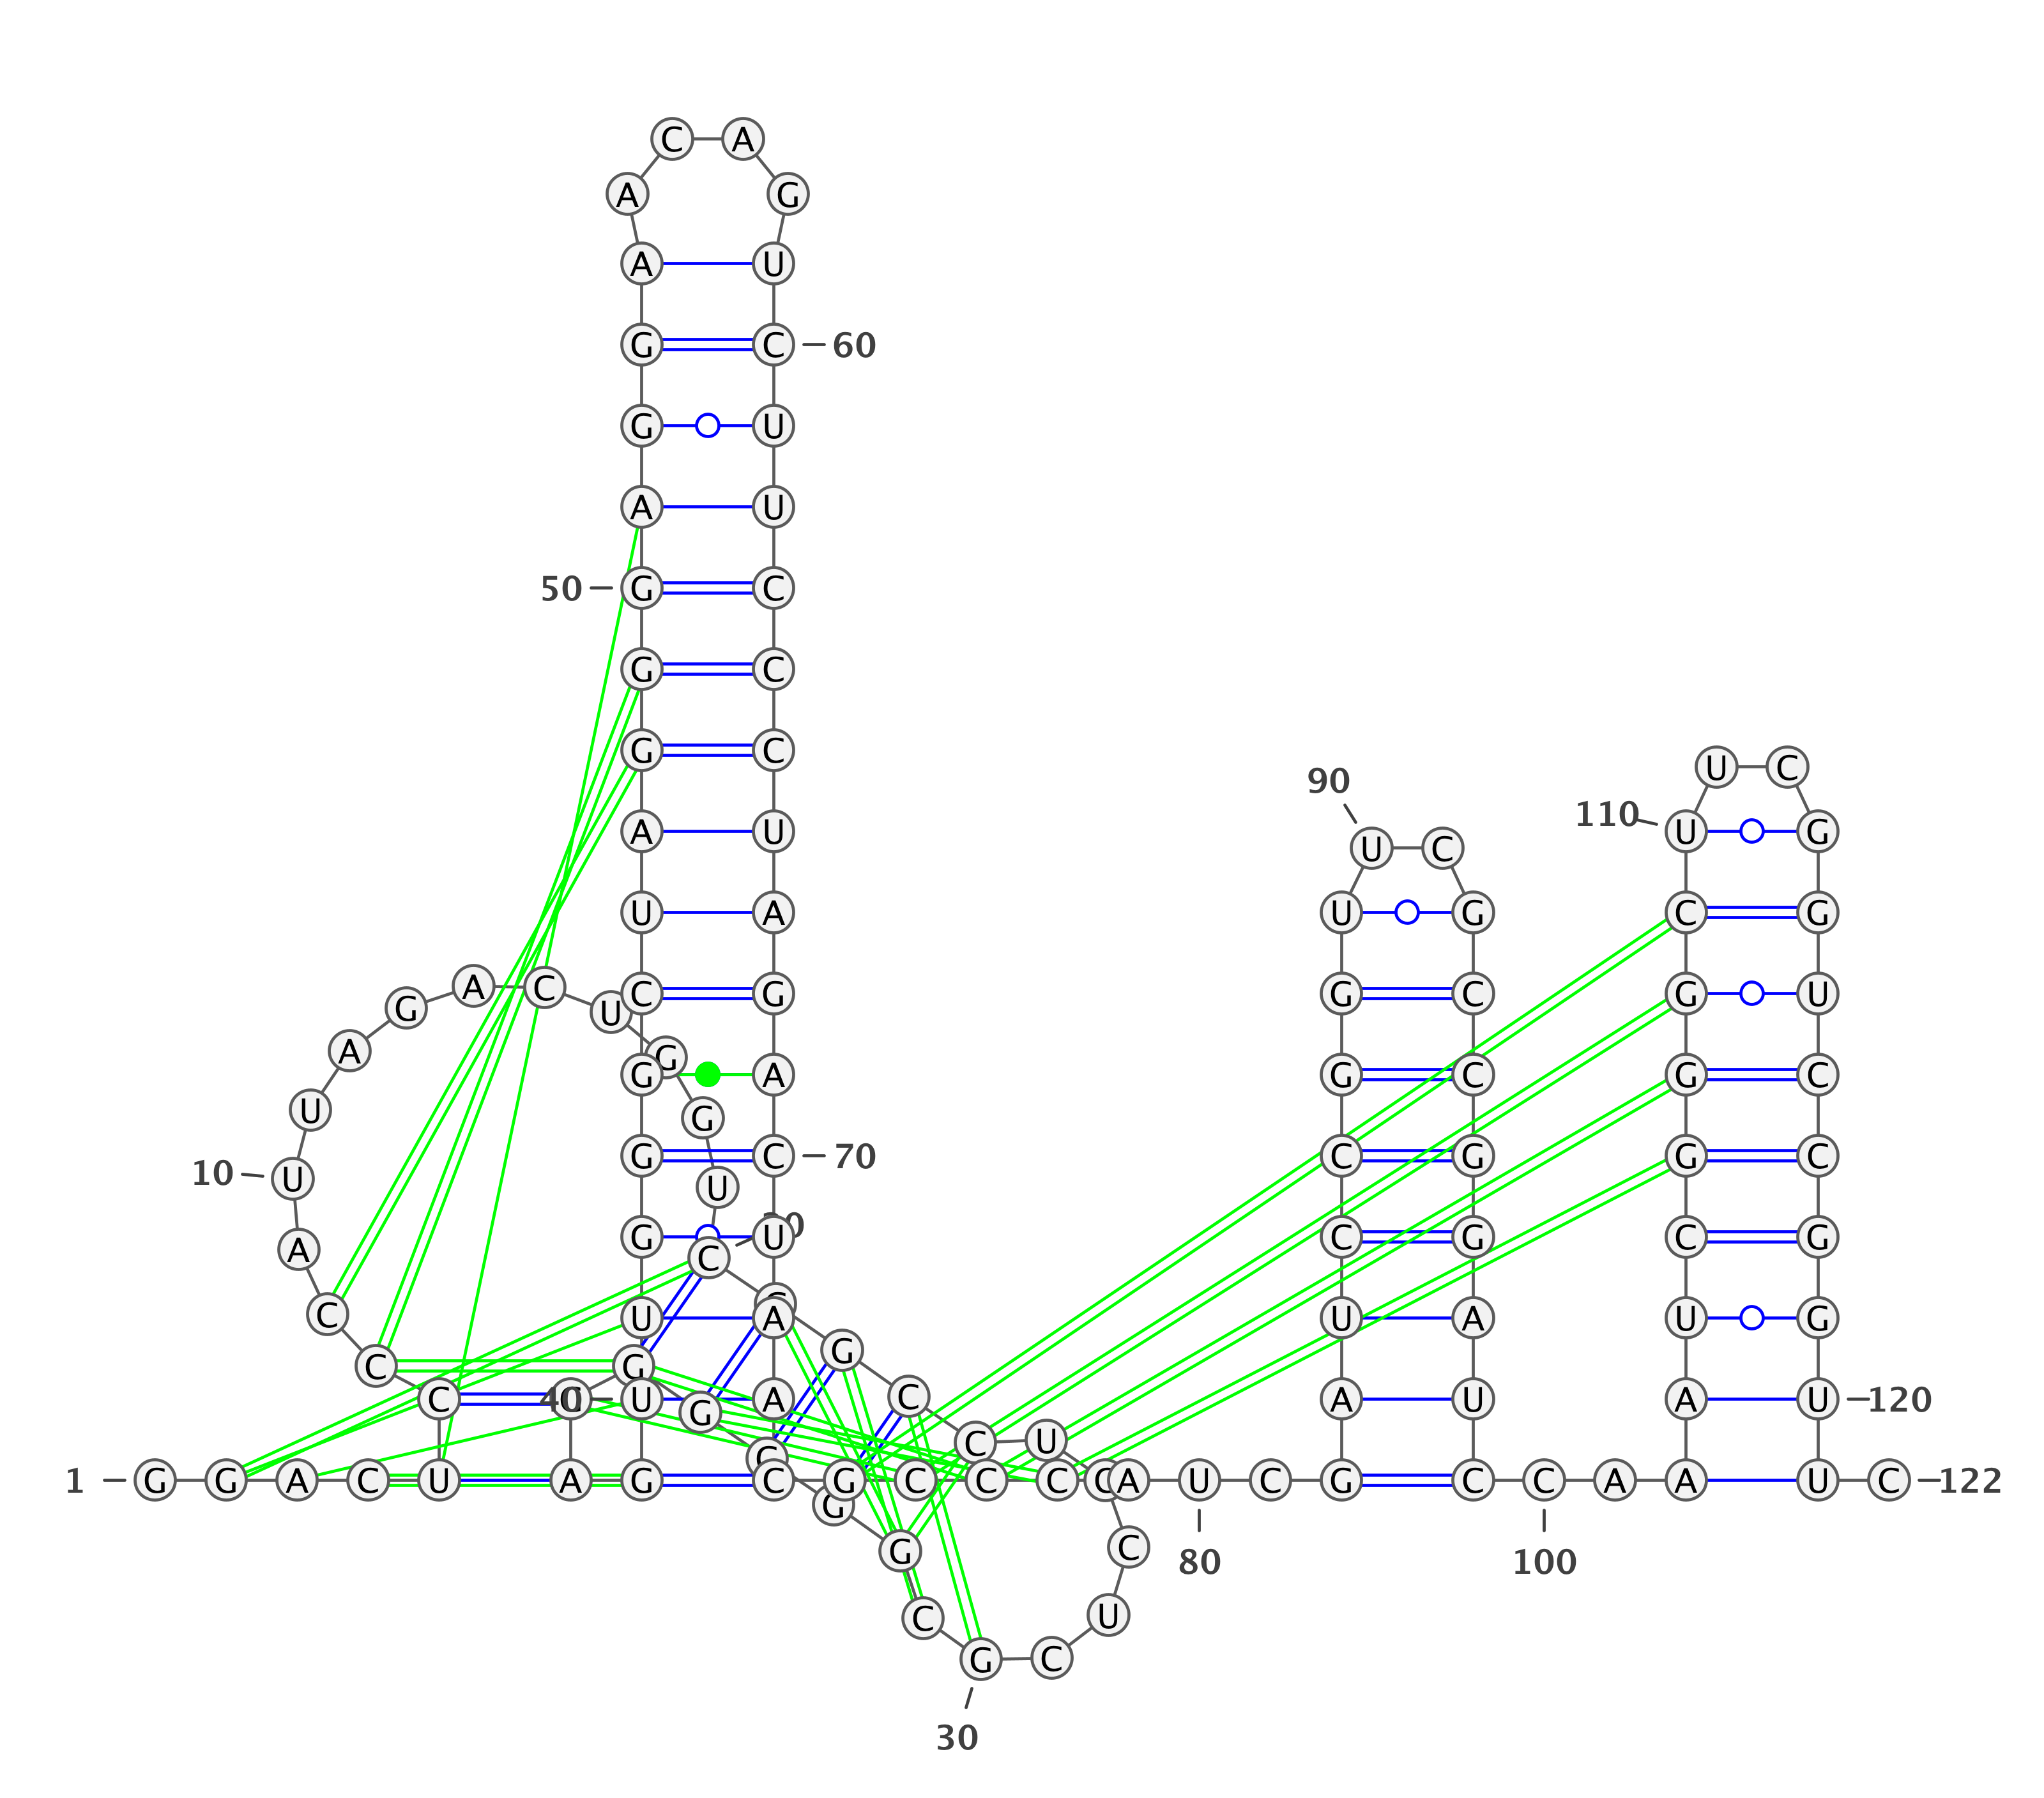 C A
A G
A U
G C 60
G U
A U
50 G C
G C
G C
U C
90
110
A U U G
U C
U A U G C G
A C U C G G C G U
G
A G
G A G C G C
U G
G C 70 C G G C
10 U U
G U C G C G
A C
C U A U A U G
G
C G
C 40 U G A C A U A U 120
C U
1 G G A C U A G C G C C C A U C G C C A A A U C 122
G
G C
80 100
C U
G C
30